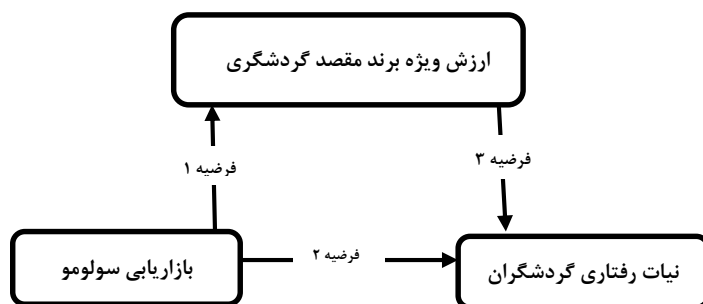 ارزش ویژه برند مقصد گردشگری
فرضیه ۱
فرضیه ۳
بازاریابی سولومو
فرضیه ۲
نیات رفتاری گردشگران